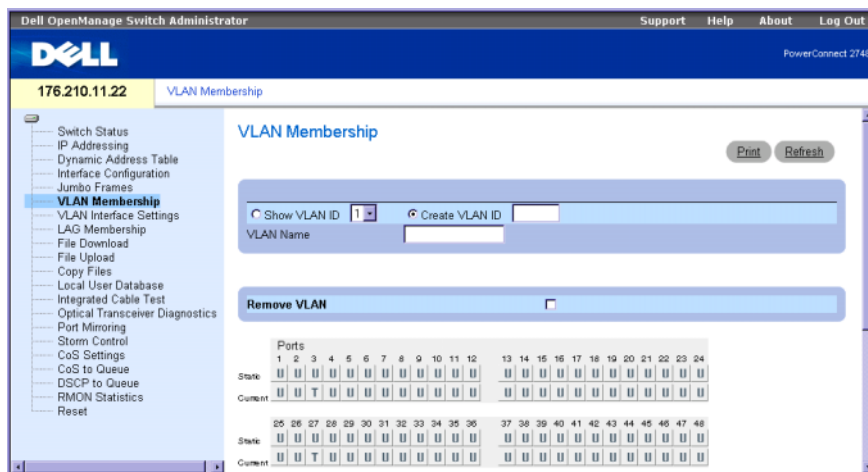 Dell OpenManage Switch Administrator
Support Help About Log Out
DELL
PowerConnect 2748
176.210.11.22
VLAN Membership
Switch Status
IP Addressing
Dynamic Address Table
Interface Configuration
Jumbo Frames
VLAN Membership
VLAN Interface Settings
LAG Membership
File Download
File Upload
Copy Files
Local User Database
Integrated Cable Test
Optical Transceiver Diagnostics
Port Mirroring
Storm Control
CoS Settings
CoS to Queue
DSCP to Queue
RMON Statistics
Reset
VLAN Membership
Print Refresh
Show VLAN ID 1 Create VLAN ID
VLAN Name
Remove VLAN
Ports
1 2 3 4 5 6 7 8 9 10 11 12 13 14 15 16 17 18 19 20 21 22 23 24
Static U U U U U U U U U U U U U U U U U U U U U U U U
Current U U T U U U U U U U U U U U U U U U U U U U U U
25 26 27 28 29 30 31 32 33 34 35 36 37 38 39 40 41 42 43 44 45 46 47 48
Static U U U U U U U U U U U U U U U U U U U U U U U U
Current U U T U U U U U U U U U U U U U U U U U U U U U